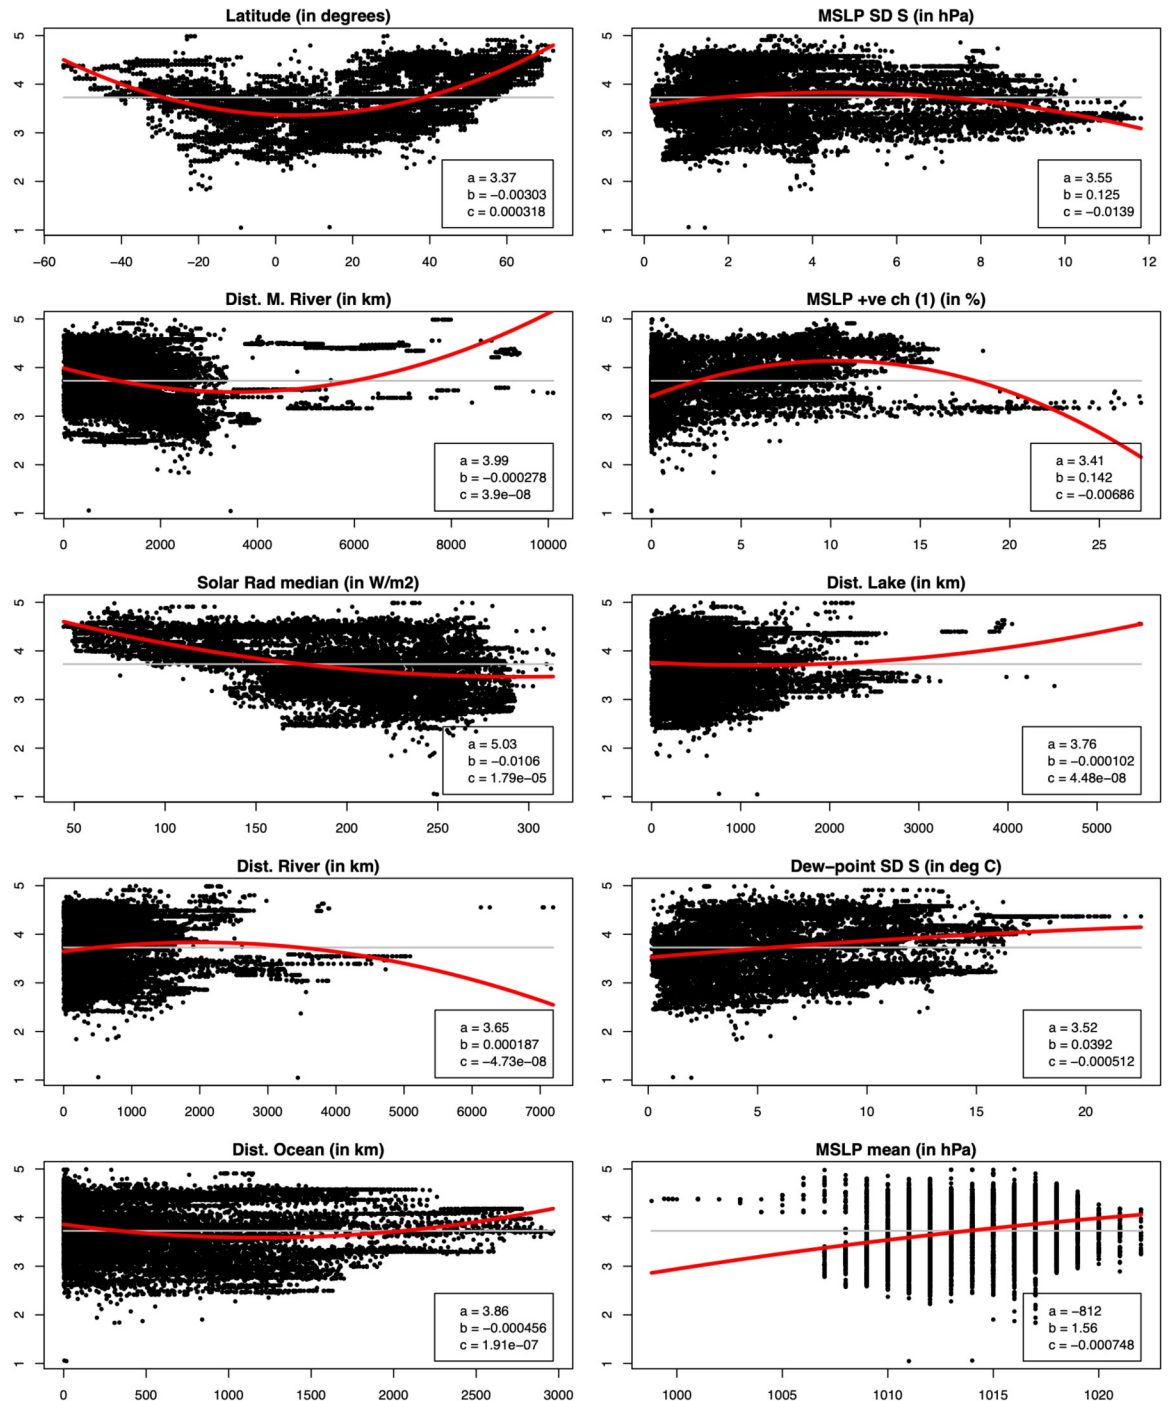 Latitude (in degrees)
5
4
3
2
1
a = 3.37
b = −0.00303
c = 0.000318
−60 −40 −20 0 20 40 60
MSLP SD S (in hPa)
5
4
3
2
1
a = 3.55
b = 0.125
c = −0.0139
0 2 4 6 8 10 12
Dist. M. River (in km)
5
4
3
2
1
a = 3.99
b = −0.000278
c = 3.9e−08
0 2000 4000 6000 8000 10000
MSLP +ve ch (1) (in %)
5
4
3
2
1
a = 3.41
b = 0.142
c = −0.00686
0 5 10 15 20 25
Solar Rad median (in W/m2)
5
4
3
2
1
a = 5.03
b = −0.0106
c = 1.79e−05
50 100 150 200 250 300
Dist. Lake (in km)
5
4
3
2
1
a = 3.76
b = −0.000102
c = 4.48e−08
0 1000 2000 3000 4000 5000
Dist. River (in km)
5
4
3
2
1
a = 3.65
b = 0.000187
c = −4.73e−08
0 1000 2000 3000 4000 5000 6000 7000
Dew−point SD S (in deg C)
5
4
3
2
1
a = 3.52
b = 0.0392
c = −0.000512
0 5 10 15 20
Dist. Ocean (in km)
5
4
3
2
1
a = 3.86
b = −0.000456
c = 1.91e−07
0 500 1000 1500 2000 2500 3000
MSLP mean (in hPa)
5
4
3
2
1
a = −812
b = 1.56
c = −0.000748
1000 1005 1010 1015 1020